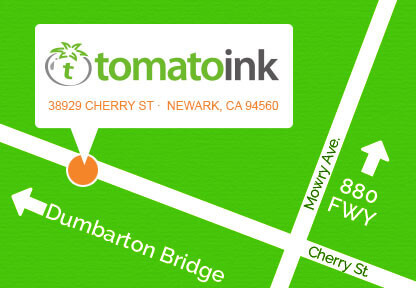 tomatoink
38929 CHERRY ST · NEWARK, CA 94560
Mowry Ave.
880
FWY
Dumbarton Bridge
Cherry St.